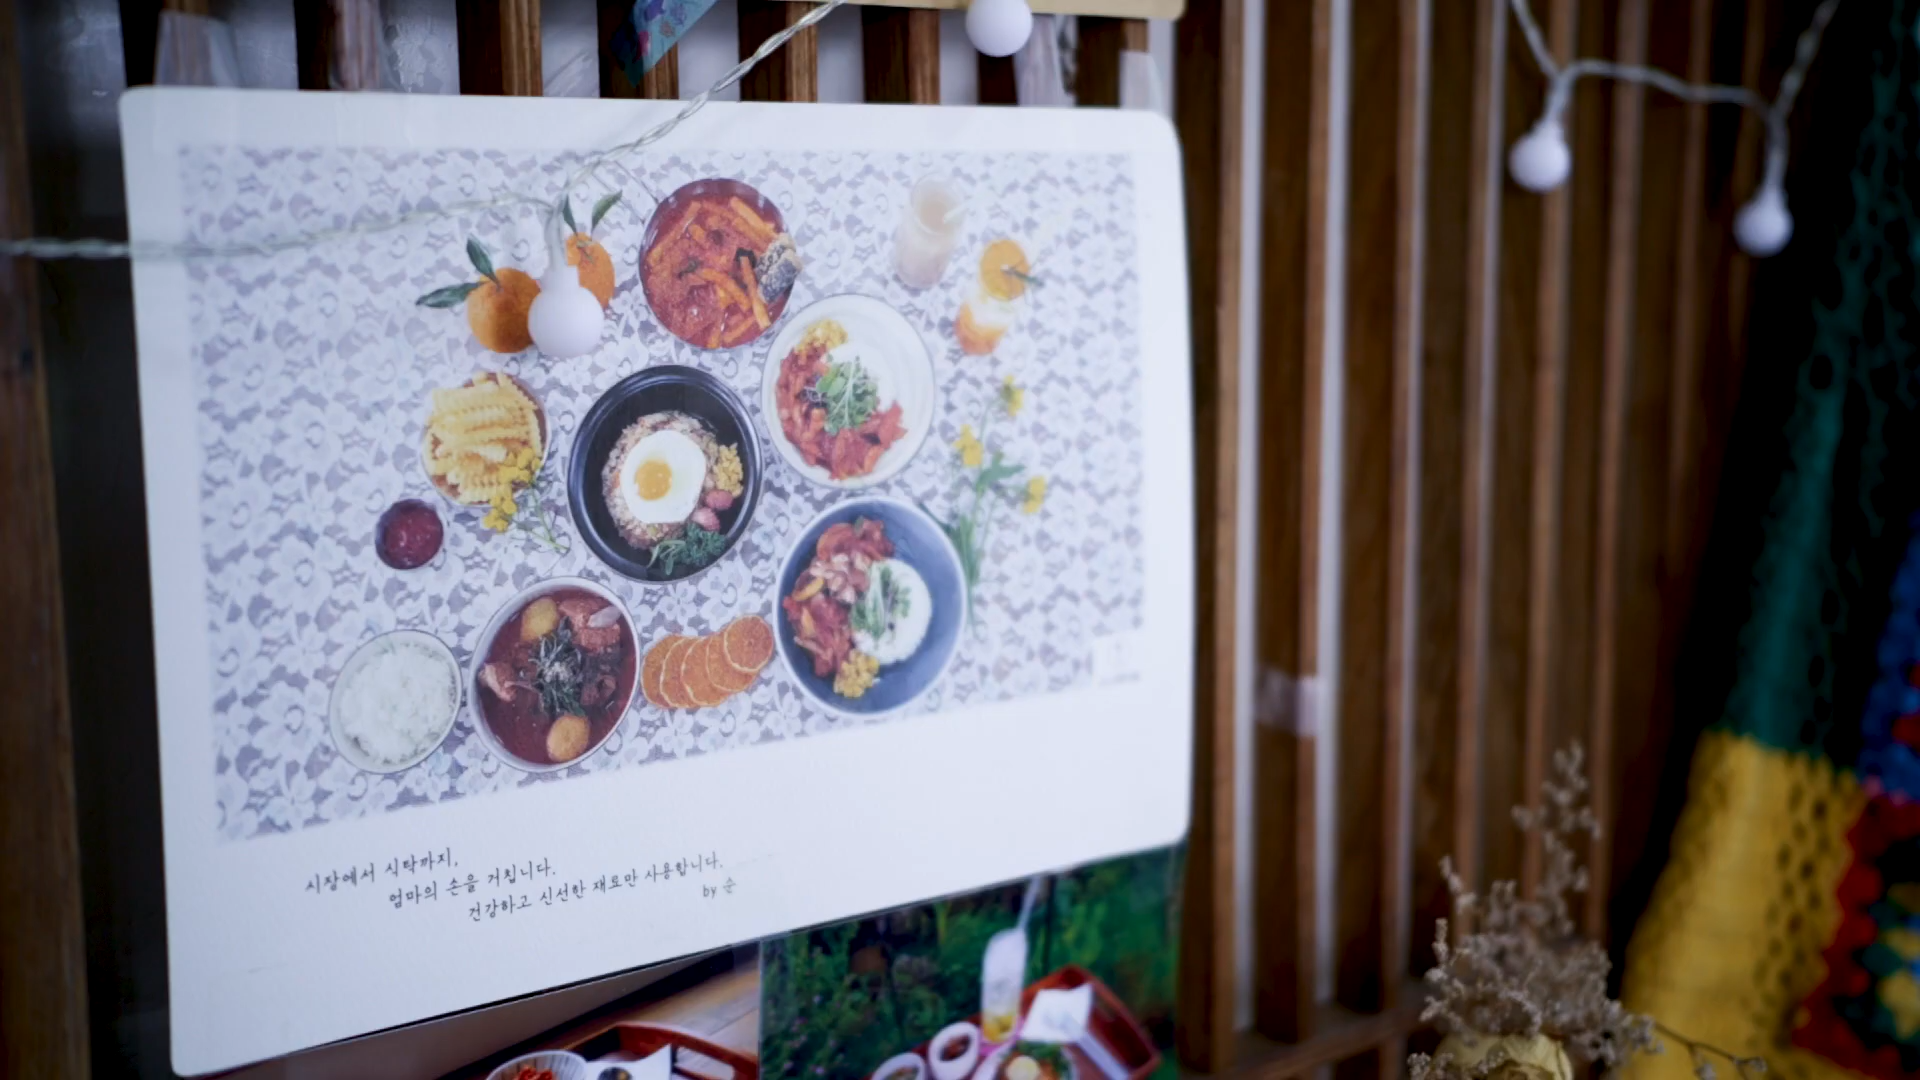 시장에서 식탁까지,
엄마의 손을 거칩니다.
건강하고 신선한 재료만 사용합니다.
by 순